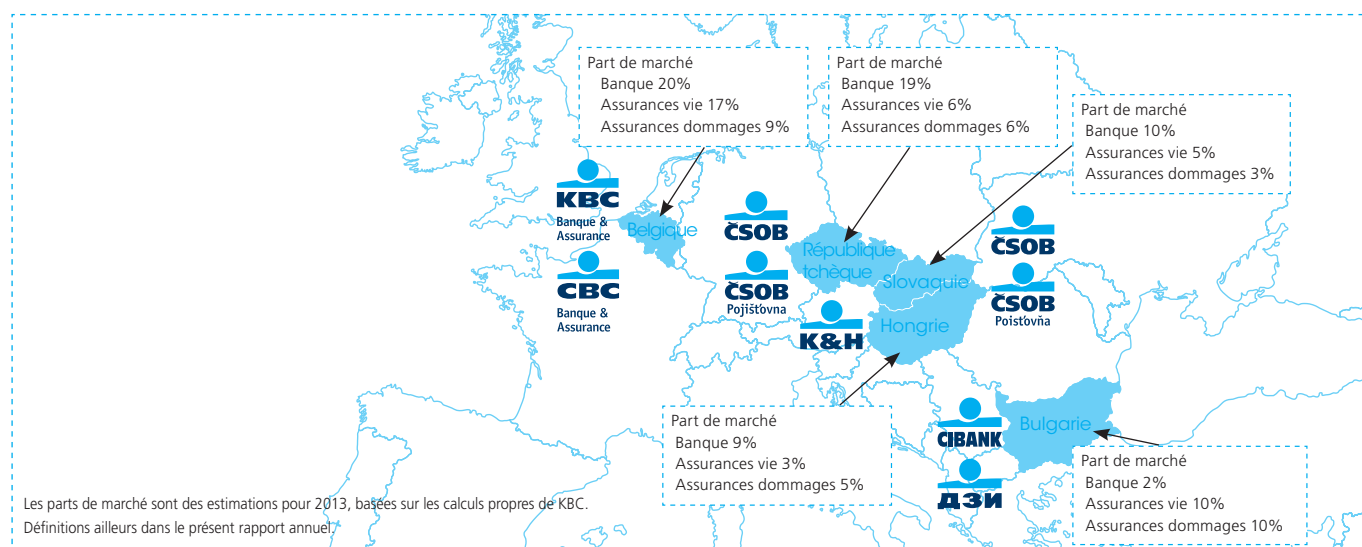 Part de marché
Banque 20%
Assurances vie 17%
Assurances dommages 9%
Part de marché
Banque 19%
Assurances vie 6%
Assurances dommages 6%
Part de marché
Banque 10%
Assurances vie 5%
Assurances dommages 3%
KBC
Banque &
Assurance
CBC
Banque &
Assurance
Belgique
ČSOB
ČSOB
Pojišťovna
République
tchèque
Slovaquie
ČSOB
ČSOB
Poisťovňa
K&H
Hongrie
Part de marché
Banque 9%
Assurances vie 3%
Assurances dommages 5%
CIBANK
ДЗИ
Bulgarie
Part de marché
Banque 2%
Assurances vie 10%
Assurances dommages 10%
Les parts de marché sont des estimations pour 2013, basées sur les calculs propres de KBC.
Définitions ailleurs dans le présent rapport annuel.